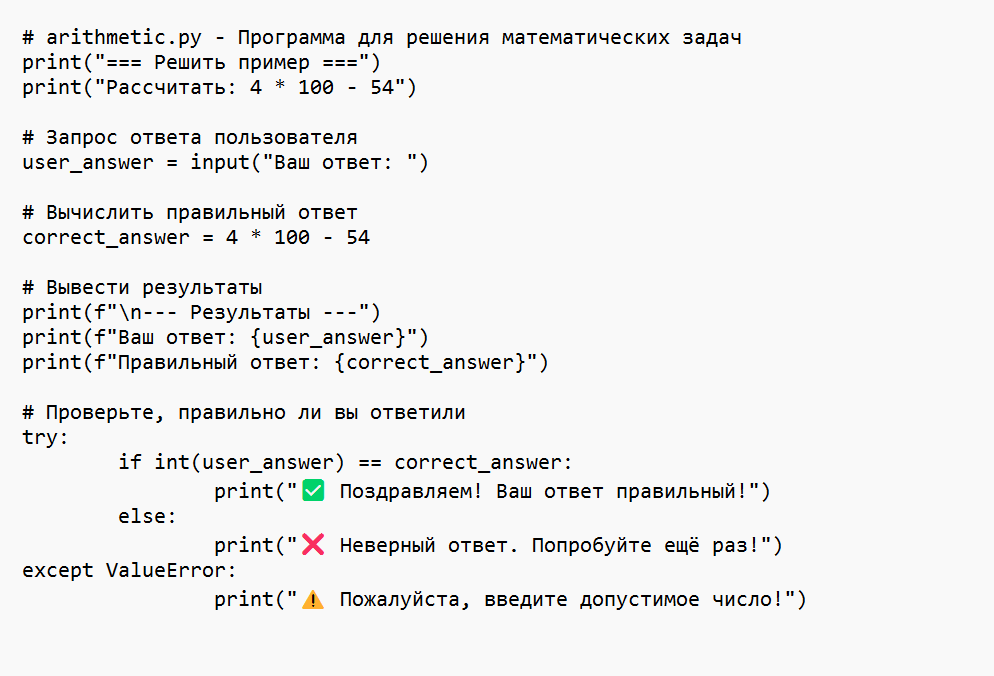 # arithmetic.py - Программа для решения математических задач
print("=== Решить пример ===")
print("Рассчитать: 4 * 100 - 54")

# Запрос ответа пользователя
user_answer = input("Ваш ответ: ")

# Вычислить правильный ответ
correct_answer = 4 * 100 - 54

# Вывести результаты
print(f"\n--- Результаты ---")
print(f"Ваш ответ: {user_answer}")
print(f"Правильный ответ: {correct_answer}")

# Проверьте, правильно ли вы ответили
try:
        if int(user_answer) == correct_answer:
                print("✅ Поздравляем! Ваш ответ правильный!")
        else:
                print("❌ Неверный ответ. Попробуйте ещё раз!")
except ValueError:
                print("⚠️ Пожалуйста, введите допустимое число!")